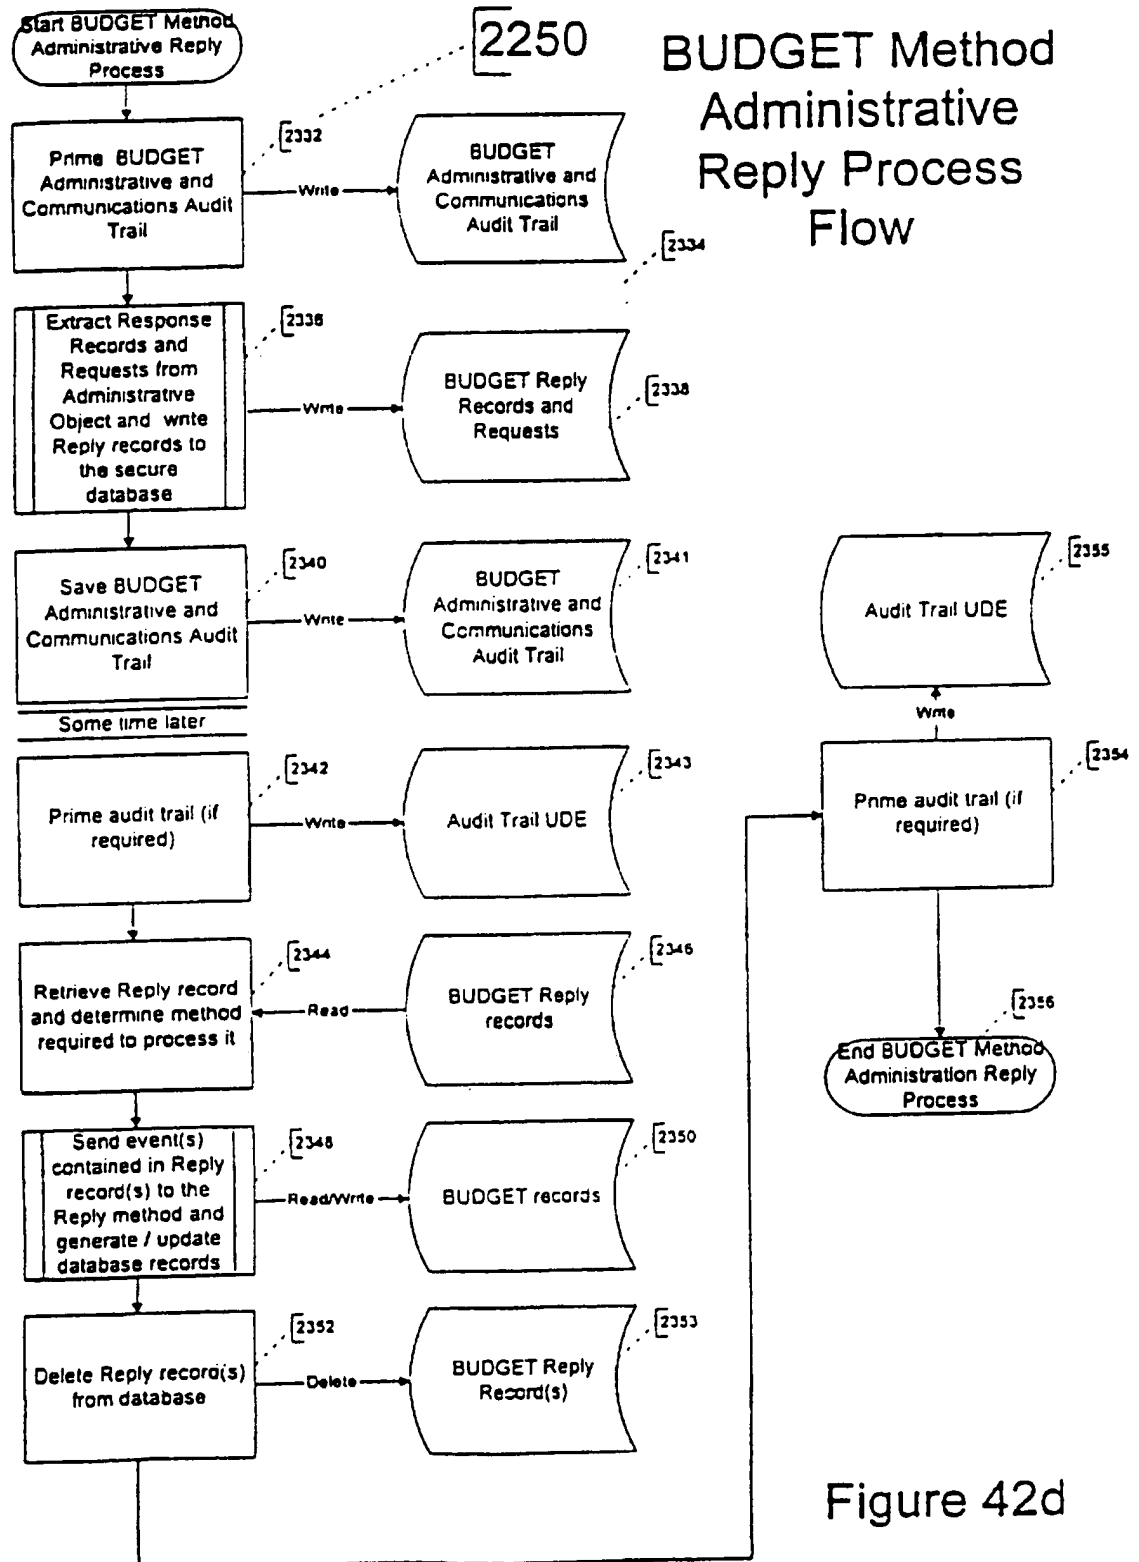 Start BUDGET Method
Administrative Reply
Process
2250
BUDGET Method
Administrative
Reply Process
Flow
Prime BUDGET
Administrative and
Communications Audit
Trail
2332
Write
BUDGET
Administrative and
Communications
Audit Trail
2334
Extract Response
Records and
Requests from
Administrative
Object and write
Reply records to
the secure
database
2336
Write
BUDGET Reply
Records and
Requests
2338
Save BUDGET
Administrative and
Communications Audit
Trail
2340
Write
BUDGET
Administrative and
Communications
Audit Trail
2341
Some time later
Prime audit trail (if
required)
2342
Write
Audit Trail UDE
2343
Retrieve Reply record
and determine method
required to process it
2344
Read
BUDGET Reply
records
2346
Send event(s)
contained in Reply
record(s) to the
Reply method and
generate / update
database records
2348
Read/Write
BUDGET records
2350
Delete Reply record(s)
from database
2352
Delete
BUDGET Reply
Record(s)
2353
Audit Trail UDE
2355
Write
Prime audit trail (if
required)
2354
2356
End BUDGET Method
Administration Reply
Process
Figure 42d